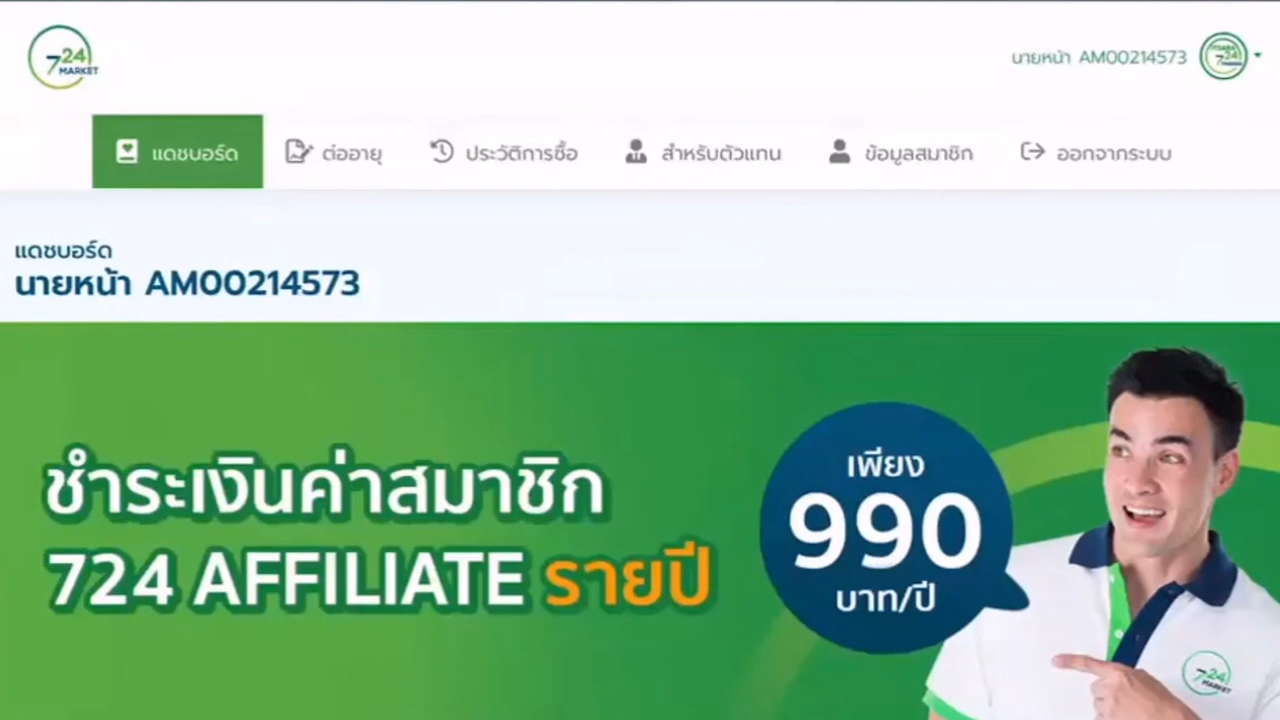 724
MARKET
นายหน้า AM00214573
แดชบอร์ด
ต่ออายุ
ประวัติการซื้อ
สำหรับตัวแทน
ข้อมูลสมาชิก
ออกจากระบบ
แดชบอร์ด
นายหน้า AM00214573
ชำระเงินค่าสมาชิก
724 AFFILIATE รายปี
เพียง
990
บาท/ปี
724
MARKET